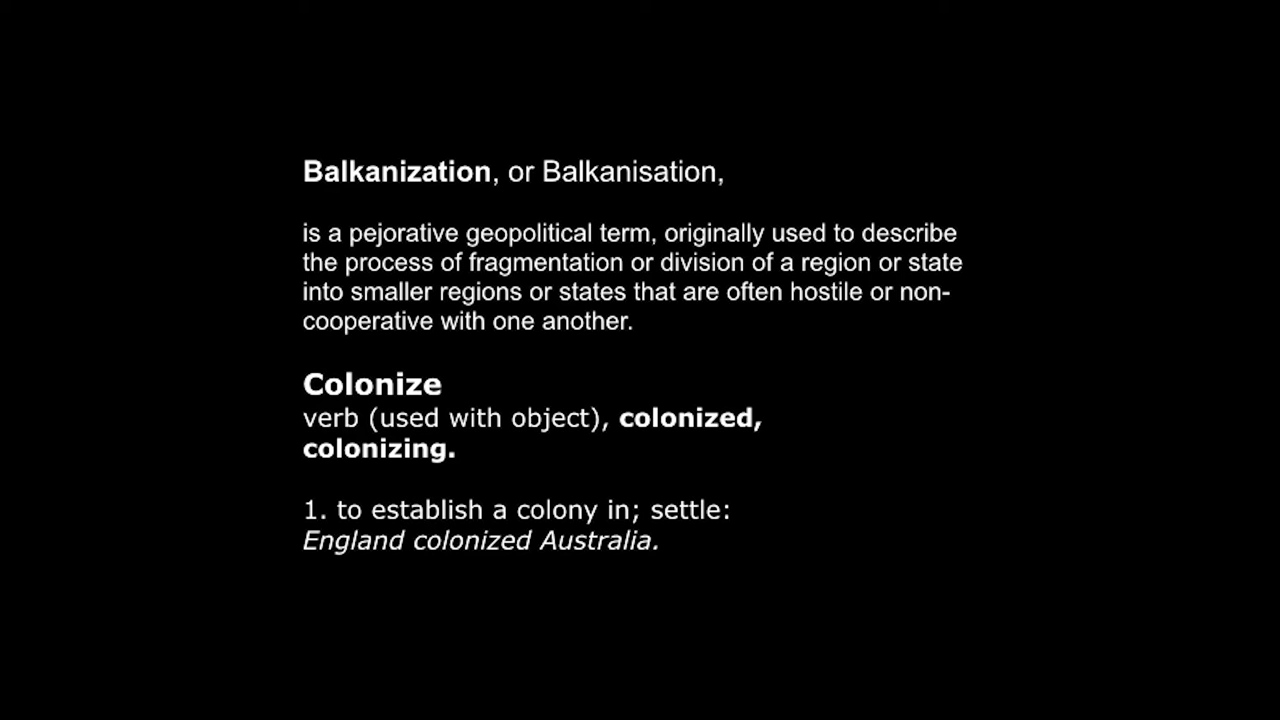 Balkanization, or Balkanisation,
is a pejorative geopolitical term, originally used to describe
the process of fragmentation or division of a region or state
into smaller regions or states that are often hostile or non-
cooperative with one another.
Colonize
verb (used with object), colonized,
colonizing.
1. to establish a colony in; settle:
England colonized Australia.